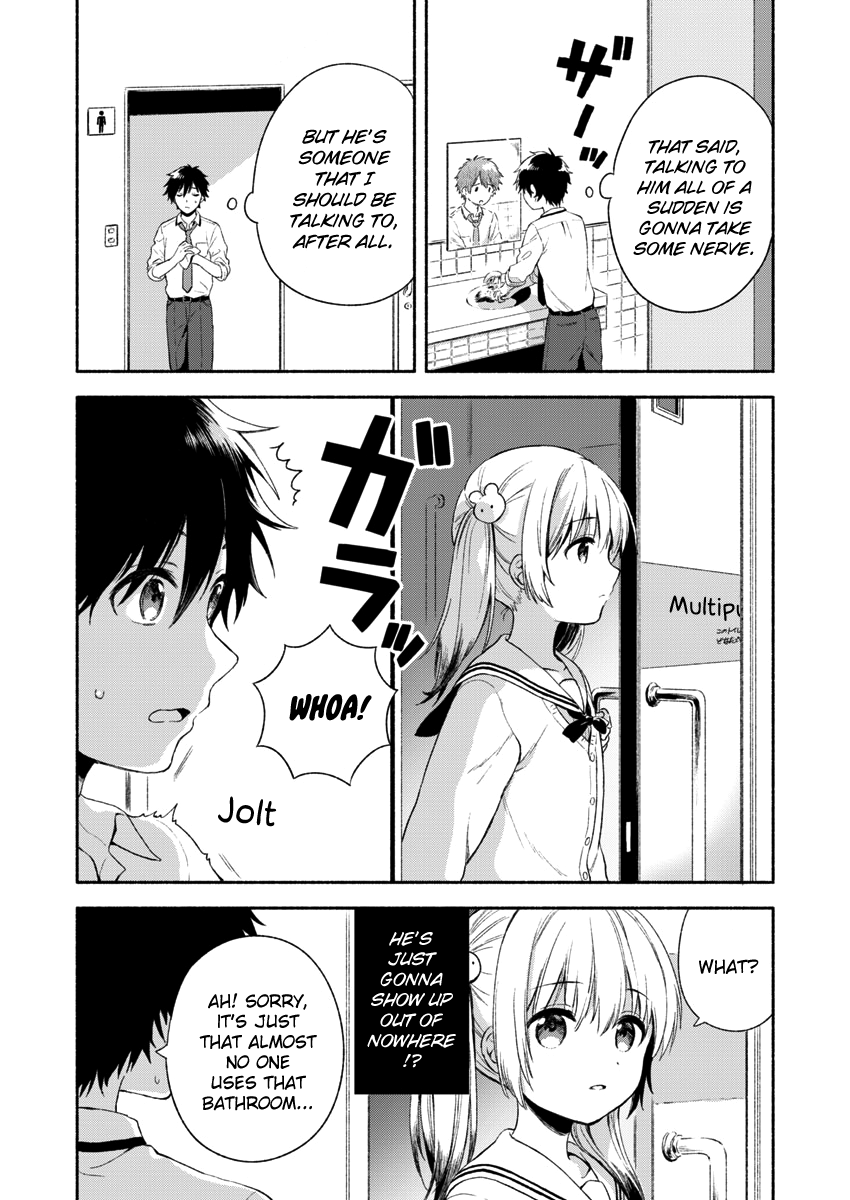 ザーッ
THAT SAID,
TALKING TO
HIM ALL OF A
SUDDEN IS
GONNA TAKE
SOME NERVE.
BUT HE'S
SOMEONE
THAT I
SHOULD BE
TALKING TO,
AFTER ALL.
Multipu
ガラッ
WHOA!
Jolt
WHAT?
HE'S
JUST
GONNA
SHOW UP
OUT OF
NOWHERE
!?
AH! SORRY,
IT'S JUST
THAT ALMOST
NO ONE
USES THAT
BATHROOM...